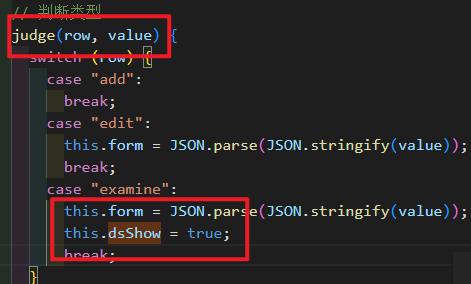 // 判断类型
judge(row, value) {
switch (row) {
case "add":
break;
case "edit":
this.form = JSON.parse(JSON.stringify(value));
break;
case "examine":
this.form = JSON.parse(JSON.stringify(value));
this.dsShow = true;
break;
}